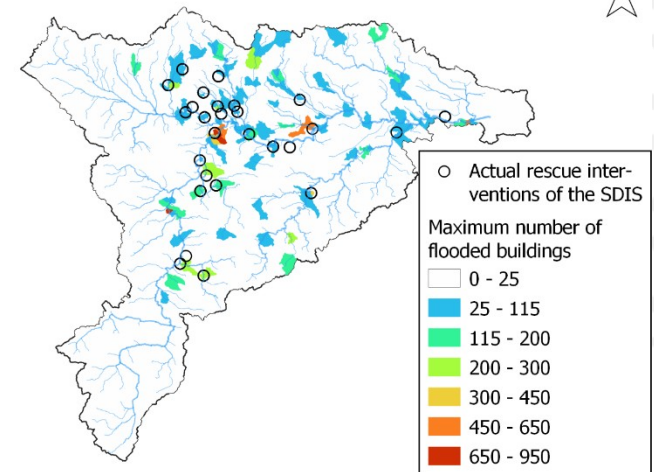 Actual rescue inter-
ventions of the SDIS
Maximum number of
flooded buildings
0 - 25
25 - 115
115 - 200
200 - 300
300 - 450
450 - 650
650 - 950